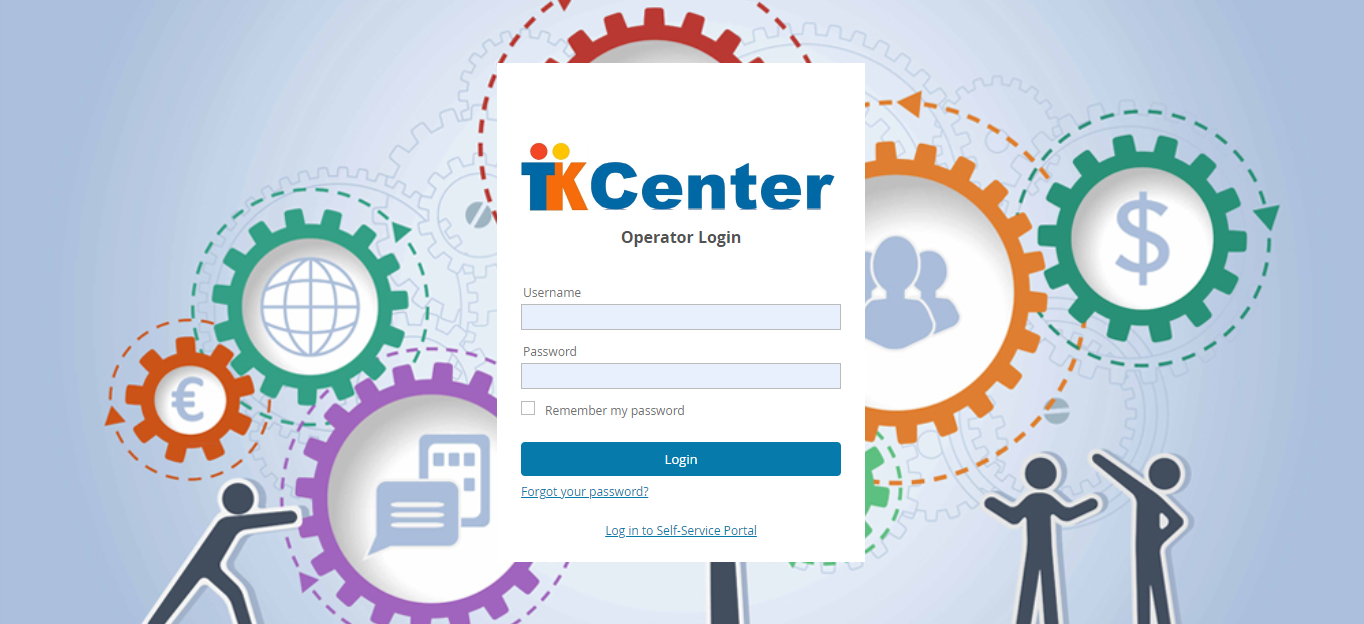 TKCenter
Operator Login
Username
Password
Remember my password
Login
Forgot your password?
Log in to Self-Service Portal
€
$